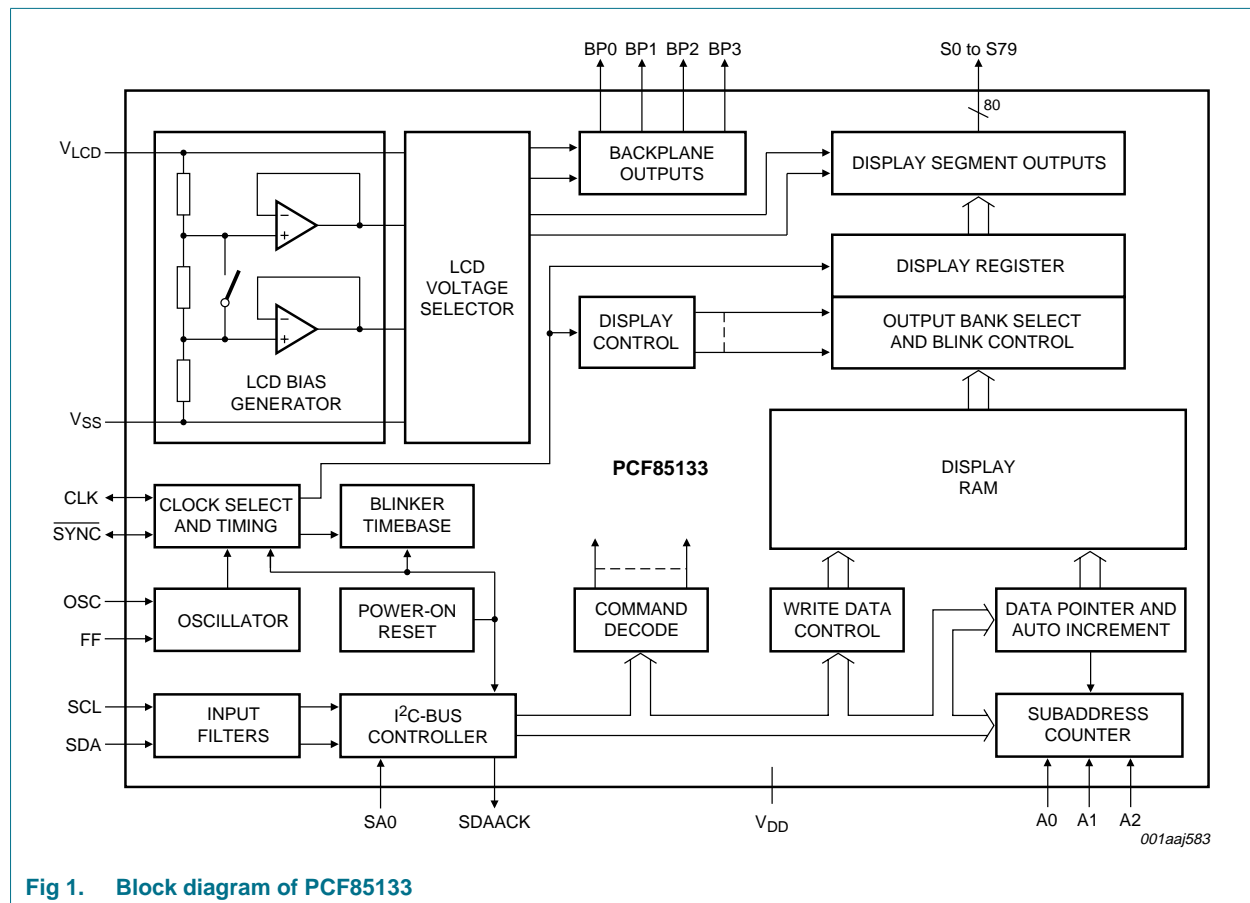 BP0 BP1 BP2 BP3 S0 to S79
80
VLCD
BACKPLANE
OUTPUTS
DISPLAY SEGMENT OUTPUTS
−
+
LCD
VOLTAGE
SELECTOR
DISPLAY REGISTER
−
+
DISPLAY
CONTROL
OUTPUT BANK SELECT
AND BLINK CONTROL
LCD BIAS
GENERATOR
VSS
PCF85133
DISPLAY
RAM
CLK
SYNC
CLOCK SELECT
AND TIMING
BLINKER
TIMEBASE
OSC
FF
OSCILLATOR
POWER-ON
RESET
COMMAND
DECODE
WRITE DATA
CONTROL
DATA POINTER AND
AUTO INCREMENT
SCL
SDA
INPUT
FILTERS
I2C-BUS
CONTROLLER
SUBADDRESS
COUNTER
SA0 SDAACK VDD A0 A1 A2
001aaj583
Fig 1. Block diagram of PCF85133